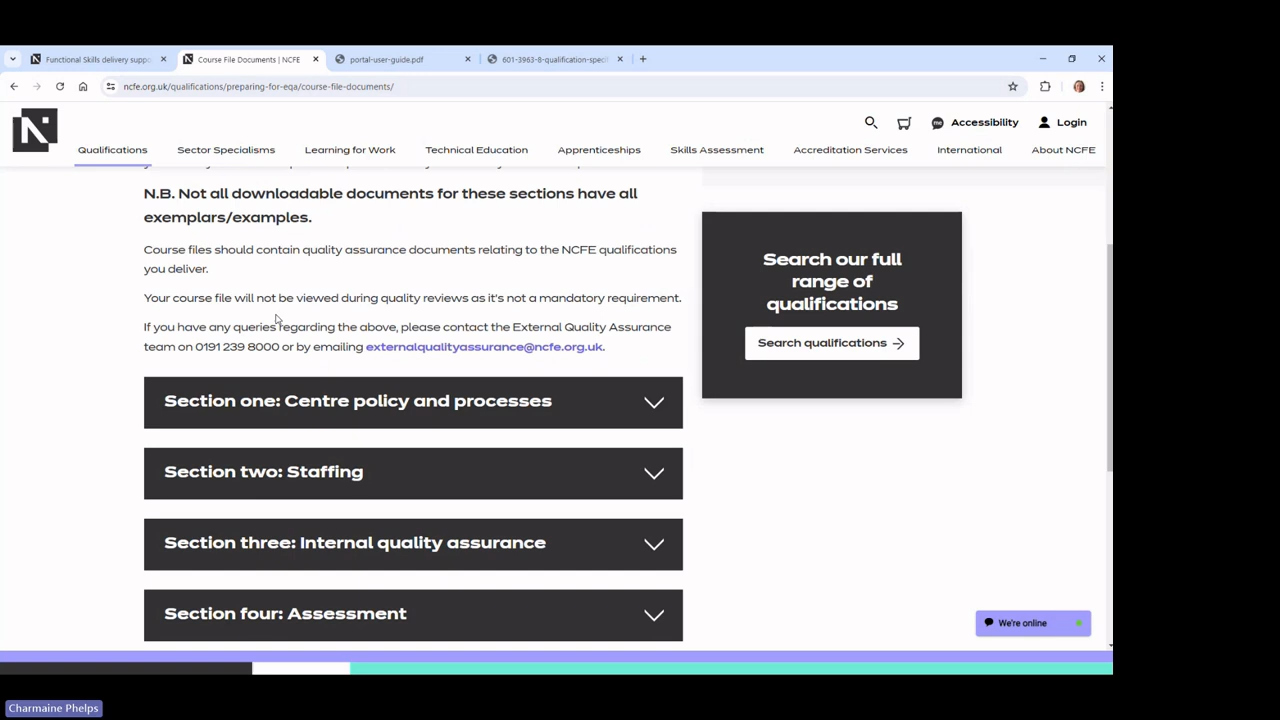 Functional Skills delivery suppo
Course File Documents | NCFE
portal-user-guide.pdf
601-3963-8-qualification-specif
ncfe.org.uk/qualifications/preparing-for-eqa/course-file-documents/
Accessibility
Login
Qualifications
Sector Specialisms
Learning for Work
Technical Education
Apprenticeships
Skills Assessment
Accreditation Services
International
About NCFE
N.B. Not all downloadable documents for these sections have all
exemplars/examples.
Course files should contain quality assurance documents relating to the NCFE qualifications
you deliver.
Your course file will not be viewed during quality reviews as it's not a mandatory requirement.
If you have any queries regarding the above, please contact the External Quality Assurance
team on 0191 239 8000 or by emailing externalqualityassurance@ncfe.org.uk.
Search our full
range of
qualifications
Search qualifications
Section one: Centre policy and processes
Section two: Staffing
Section three: Internal quality assurance
Section four: Assessment
We're online
Charmaine Phelps